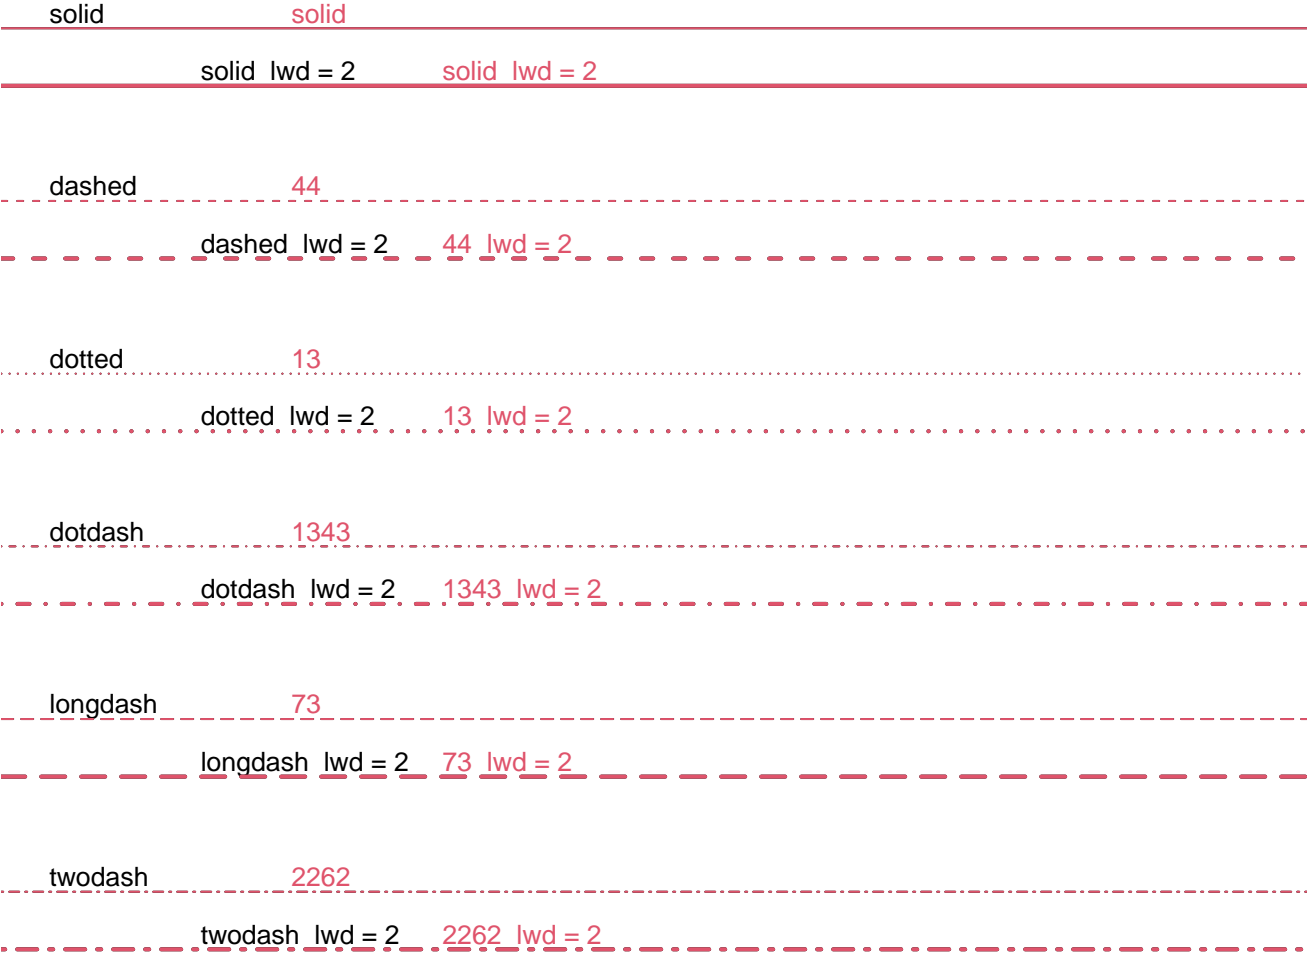 solid solid
solid lwd = 2 solid lwd = 2
dashed 44
dashed lwd = 2 44 lwd = 2
dotted 13
dotted lwd = 2 13 lwd = 2
dotdash 1343
dotdash lwd = 2 1343 lwd = 2
longdash 73
longdash lwd = 2 73 lwd = 2
twodash 2262
twodash lwd = 2 2262 lwd = 2